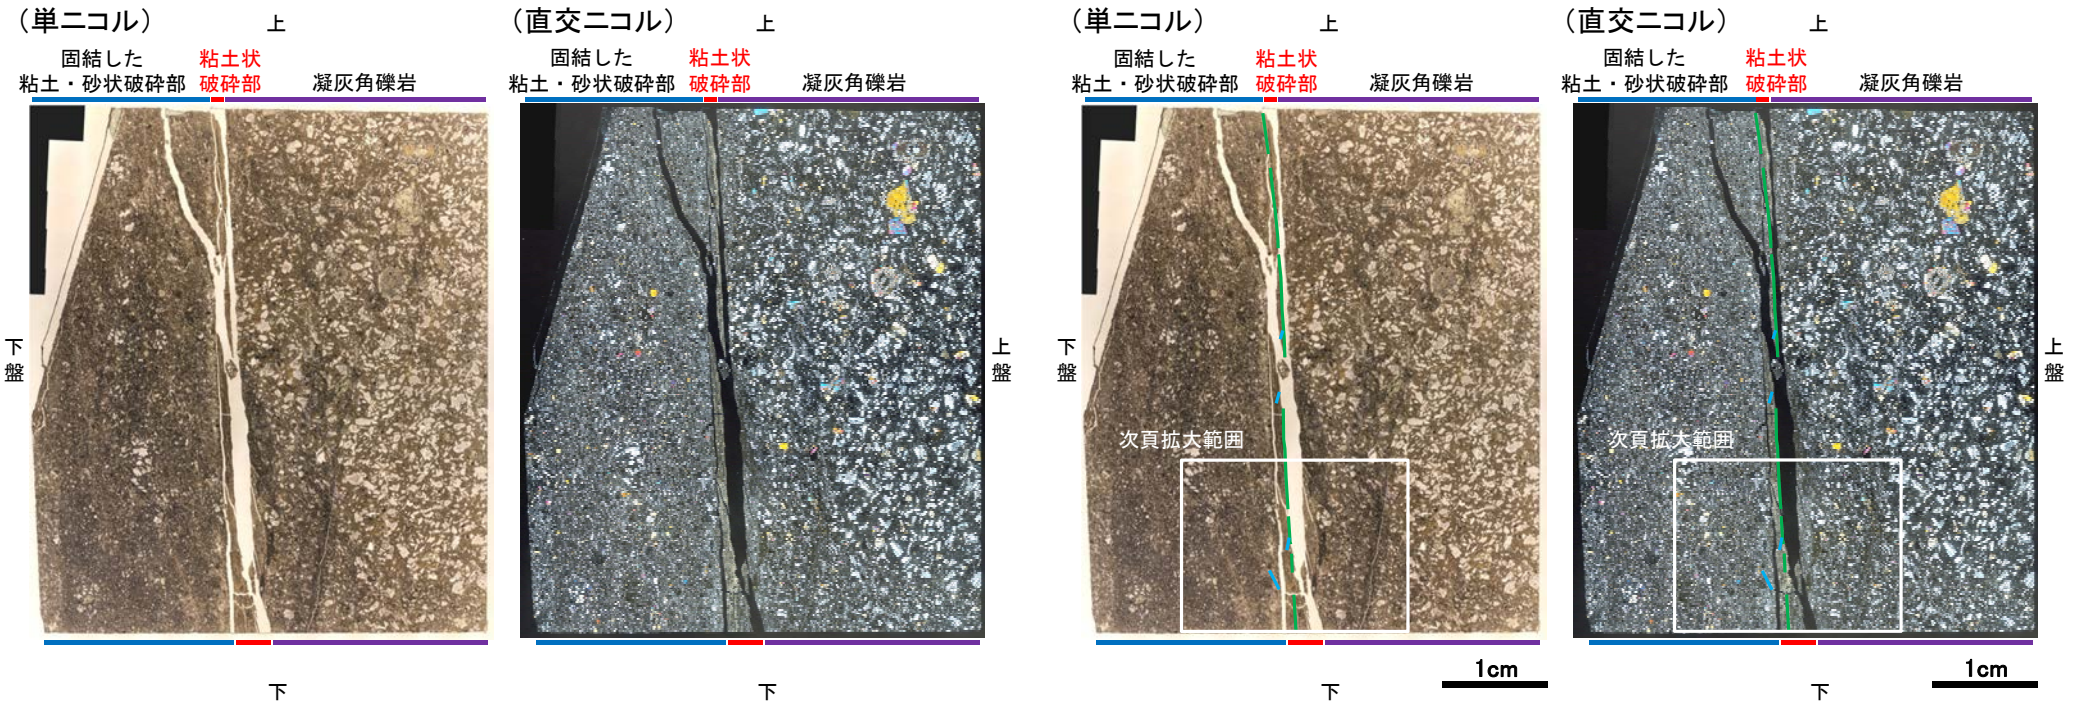 （単ニコル）
上
固結した
粘土・砂状破砕部
粘土状
破砕部
凝灰角礫岩
下
盤
下
（直交ニコル）
上
固結した
粘土・砂状破砕部
粘土状
破砕部
凝灰角礫岩
上
盤
下
（単ニコル）
上
固結した
粘土・砂状破砕部
粘土状
破砕部
凝灰角礫岩
下
盤
次頁拡大範囲
1cm
下
（直交ニコル）
上
固結した
粘土・砂状破砕部
粘土状
破砕部
凝灰角礫岩
上
盤
次頁拡大範囲
1cm
下